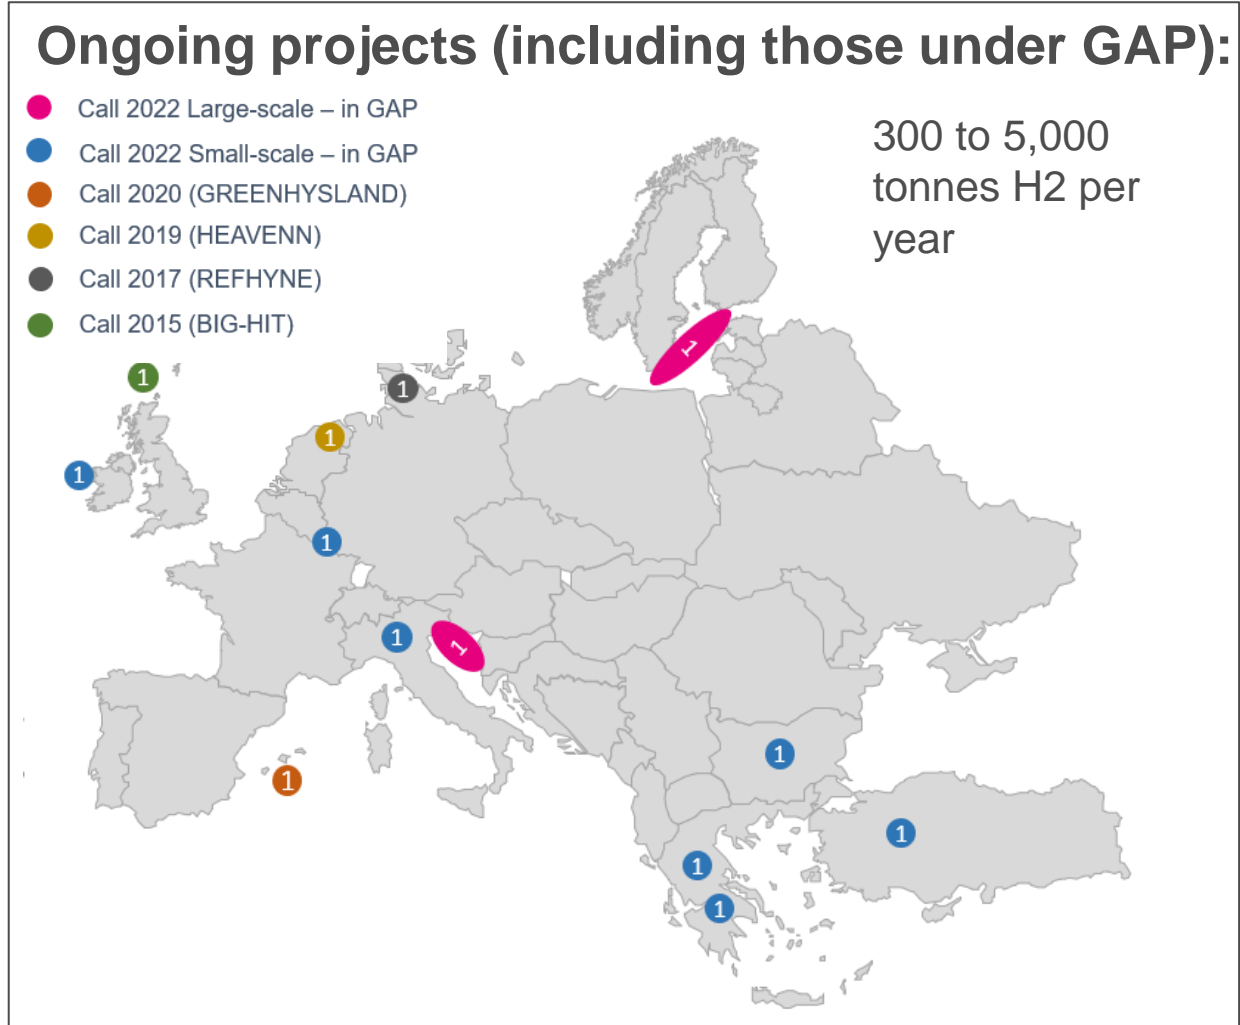 Ongoing projects (including those under GAP):
Call 2022 Large-scale – in GAP
Call 2022 Small-scale – in GAP
Call 2020 (GREENHYSLAND)
Call 2019 (HEAVENN)
Call 2017 (REFHYNE)
Call 2015 (BIG-HIT)
300 to 5,000
tonnes H2 per
year
1
1
1
1
1
1
1
1
1
1
1
1
1